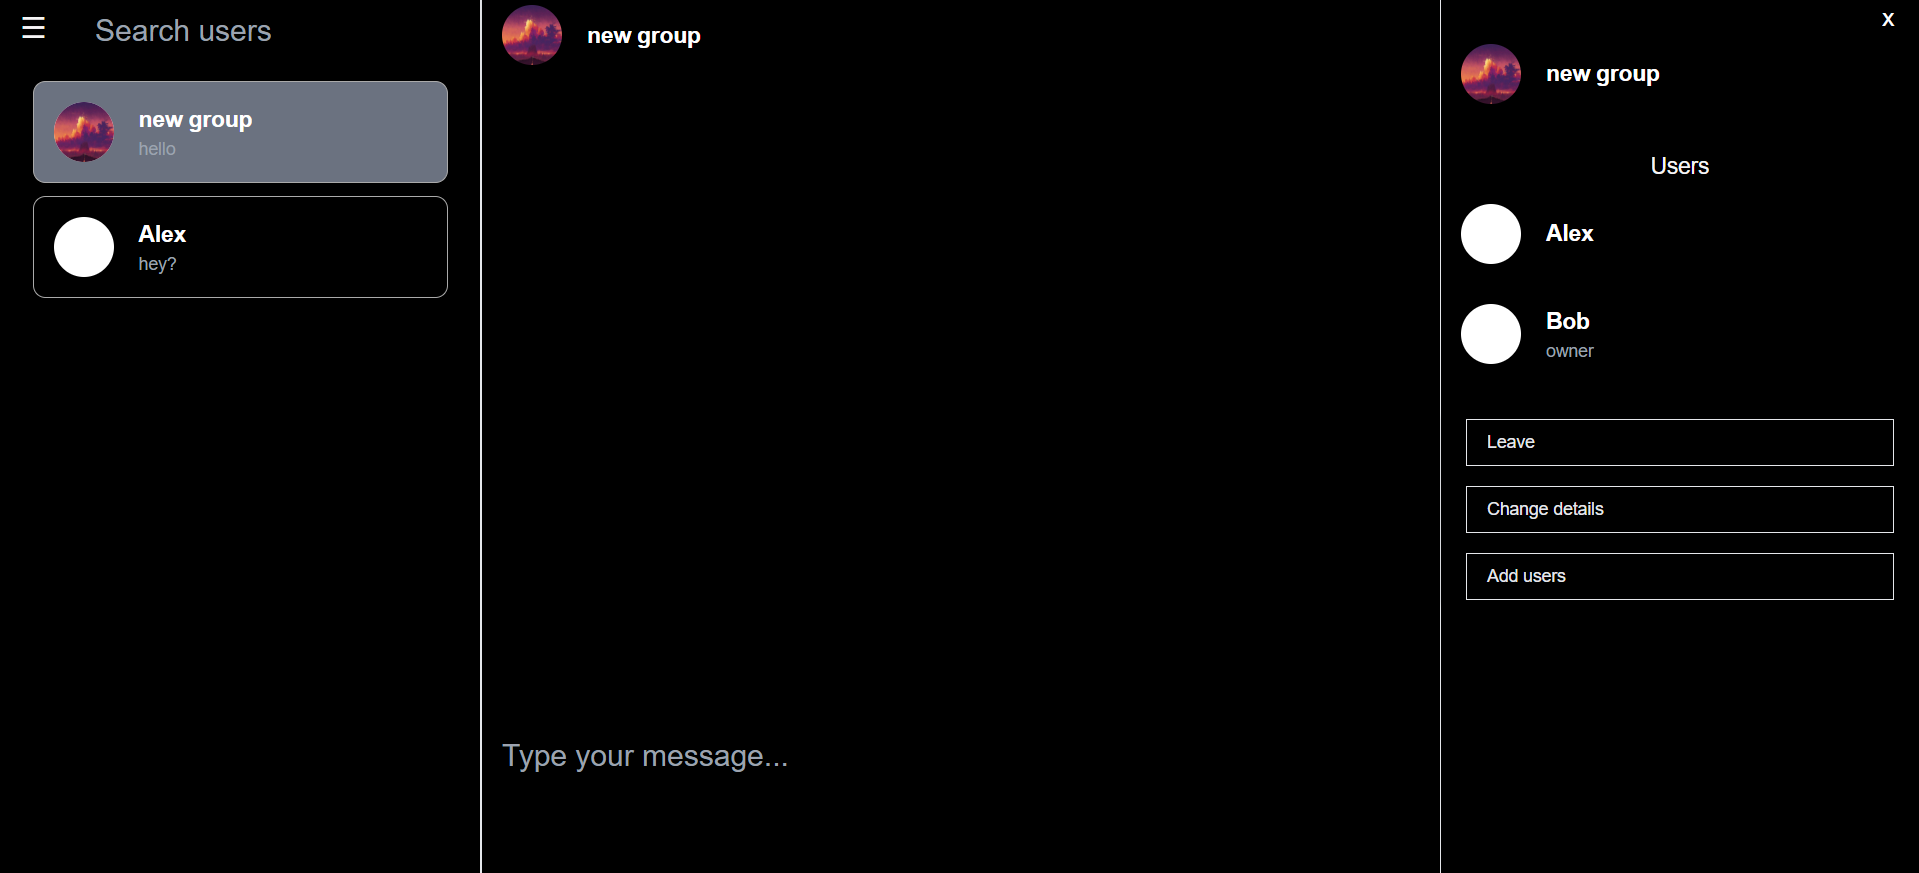 ☰ Search users
new group
hello
Alex
hey?
new group
Type your message...
x
new group
Users
Alex
Bob
owner
Leave
Change details
Add users